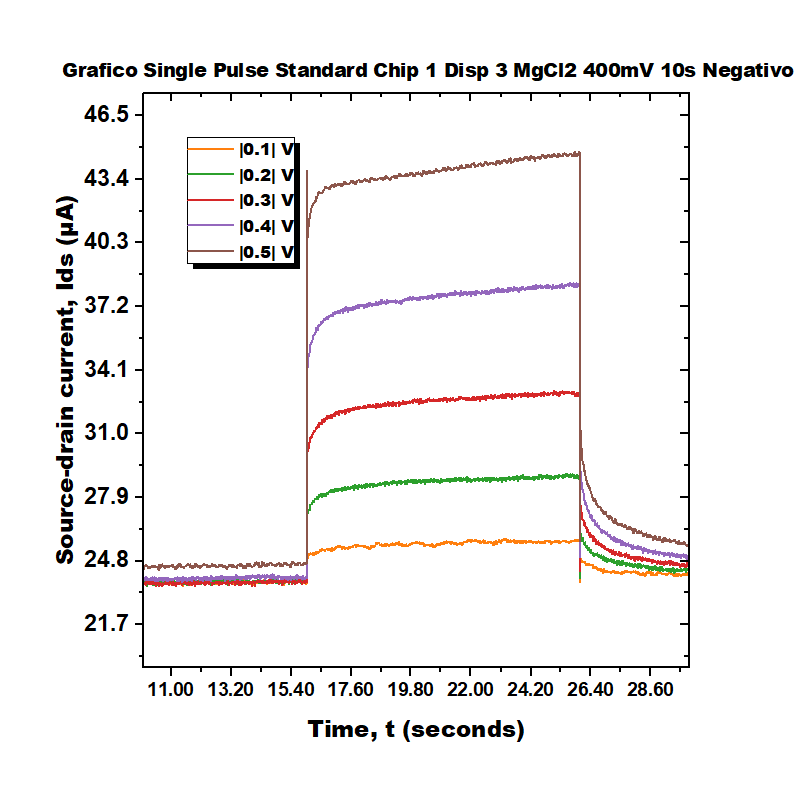 Grafico Single Pulse Standard Chip 1 Disp 3 MgCl2 400mV 10s Negativo
46.5
43.4
40.3
37.2
34.1
31.0
27.9
24.8
21.7
Source-drain current, Ids (µA)
|0.1| V
|0.2| V
|0.3| V
|0.4| V
|0.5| V
11.00 13.20 15.40 17.60 19.80 22.00 24.20 26.40 28.60
Time, t (seconds)